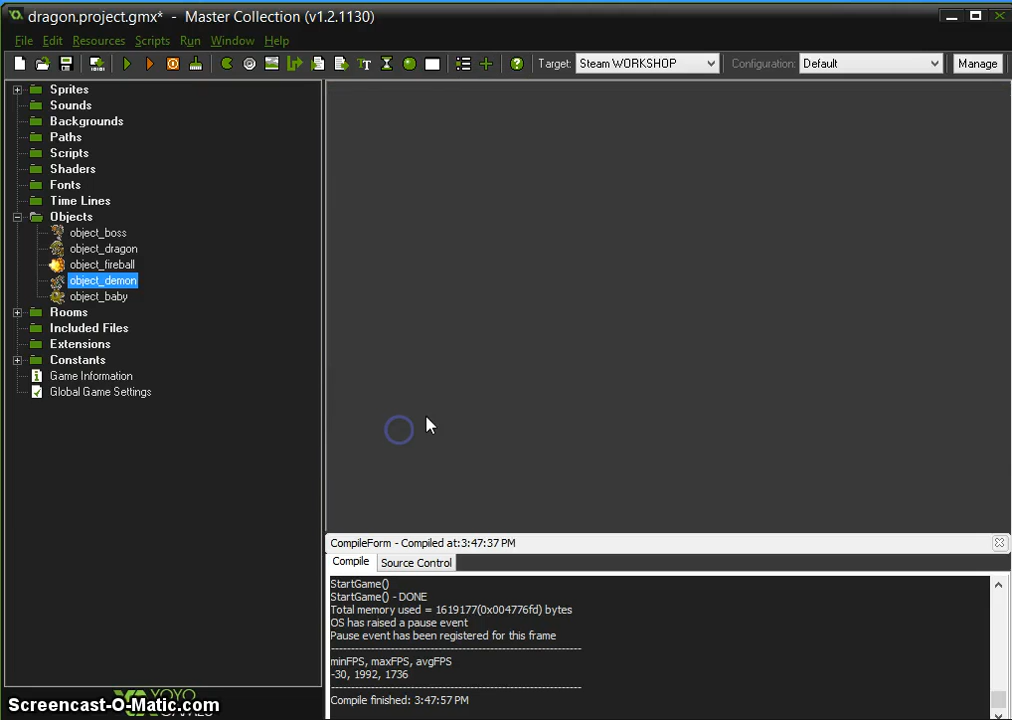 dragon.project.gmx* - Master Collection (v1.2.1130)
File Edit Resources Scripts Run Window Help
Target: Steam WORKSHOP Configuration: Default Manage
Sprites
Sounds
Backgrounds
Paths
Scripts
Shaders
Fonts
Time Lines
Objects
object_boss
object_dragon
object_fireball
object_demon
object_baby
Rooms
Included Files
Extensions
Constants
Game Information
Global Game Settings
CompileForm - Compiled at:3:47:37 PM
Compile Source Control
StartGame()
StartGame() - DONE
Total memory used = 1619177(0x004776fd) bytes
OS has raised a pause event
Pause event has been registered for this frame
minFPS, maxFPS, avgFPS
-30, 1992, 1736
Compile finished: 3:47:57 PM
YOYO
Screencast-O-Matic.com